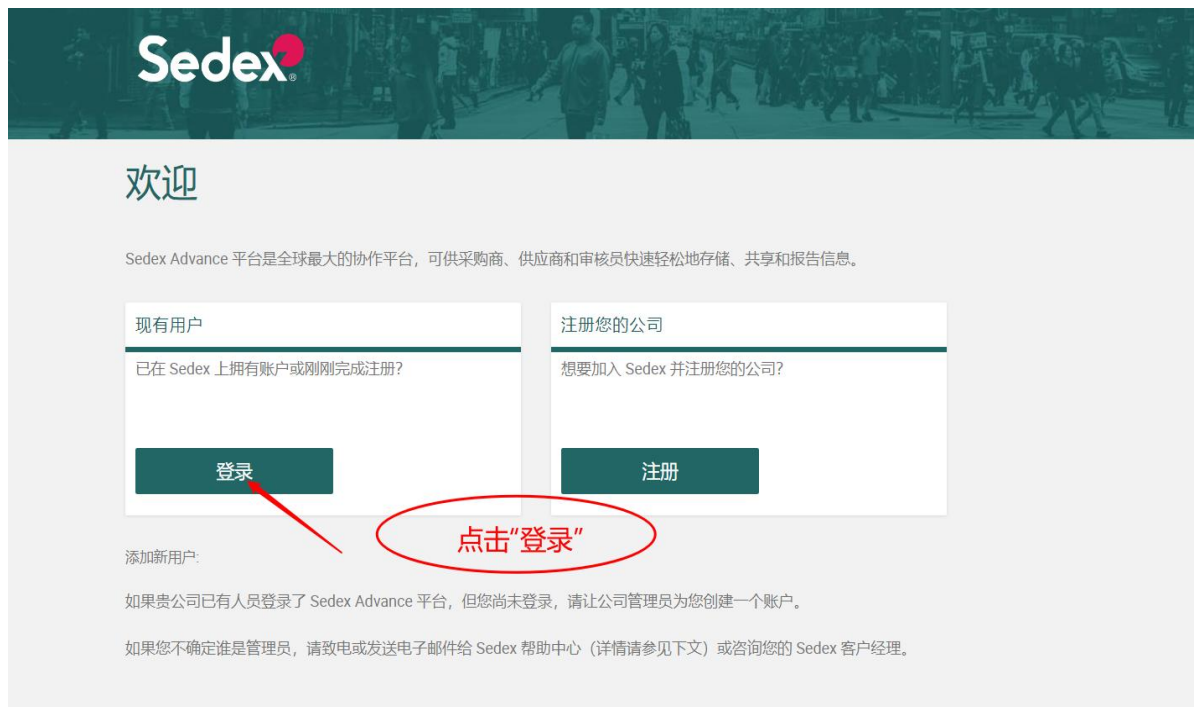 Sedex®
欢迎
Sedex Advance 平台是全球最大的协作平台，可供采购商、供应商和审核员快速轻松地存储、共享和报告信息。
现有用户
已在 Sedex 上拥有账户或刚刚完成注册？
登录
注册您的公司
想要加入 Sedex 并注册您的公司？
注册
点击“登录”
添加新用户:
如果贵公司已有人员登录了 Sedex Advance 平台，但您尚未登录，请让公司管理员为您创建一个账户。
如果您不确定谁是管理员，请致电或发送电子邮件给 Sedex 帮助中心（详情请参见下文）或咨询您的 Sedex 客户经理。